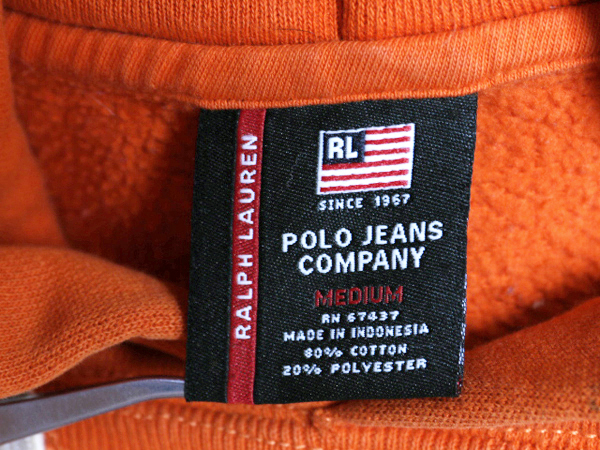 RALPH LAUREN
RL
SINCE 1967
POLO JEANS
COMPANY
MEDIUM
RN 67437
MADE IN INDONESIA
80% COTTON
20% POLYESTER